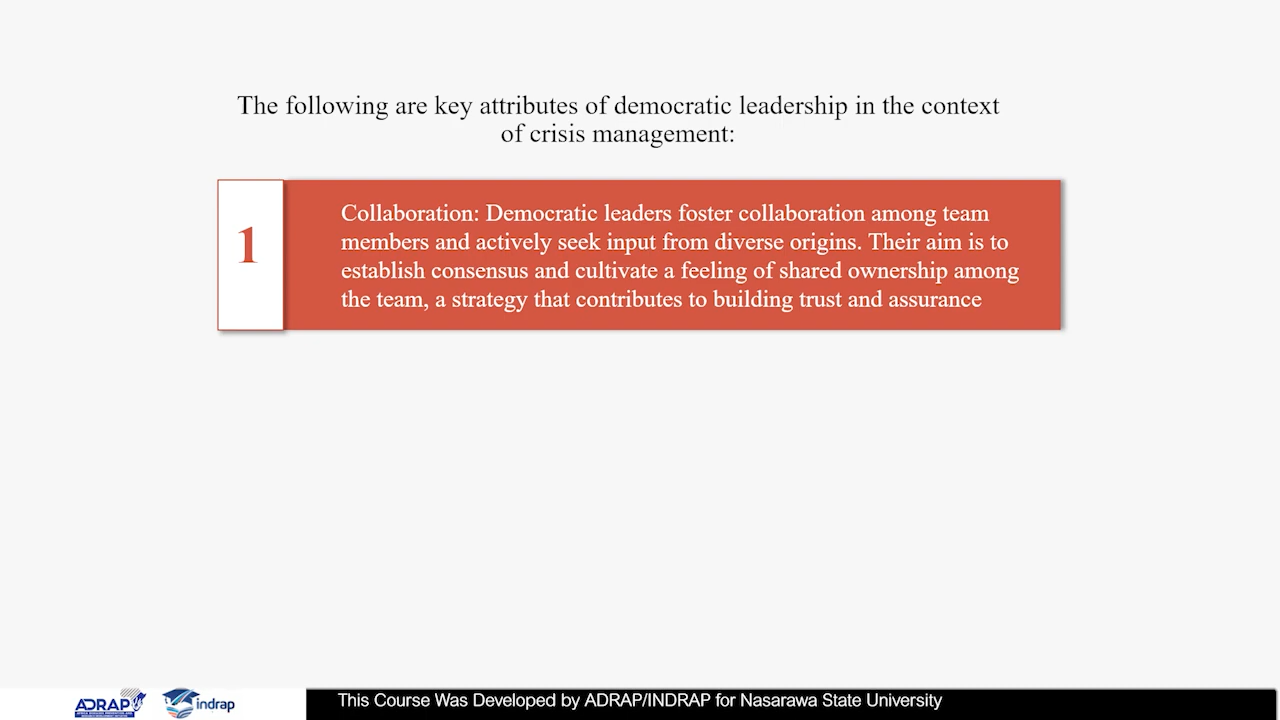 The following are key attributes of democratic leadership in the context
of crisis management:
1
Collaboration: Democratic leaders foster collaboration among team
members and actively seek input from diverse origins. Their aim is to
establish consensus and cultivate a feeling of shared ownership among
the team, a strategy that contributes to building trust and assurance
ADRAP
indrap
This Course Was Developed by ADRAP/INDRAP for Nasarawa State University